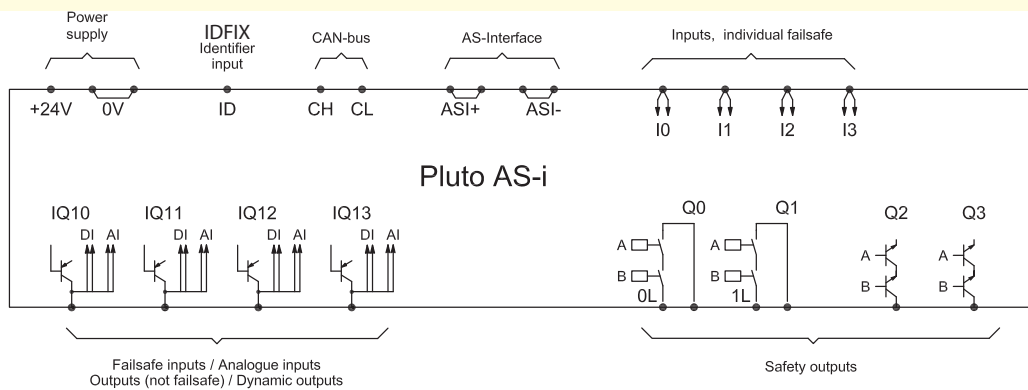 Power
supply
IDFIX
Identifier
input
CAN-bus
AS-Interface
Inputs, individual failsafe
+24V 0V ID CH CL ASI+ ASI- I0 I1 I2 I3
Pluto AS-i
IQ10 IQ11 IQ12 IQ13 Q0 Q1 Q2 Q3
DI AI DI AI DI AI DI AI
A A A A
B B B B
0L 1L
Failsafe inputs / Analogue inputs
Outputs (not failsafe) / Dynamic outputs
Safety outputs